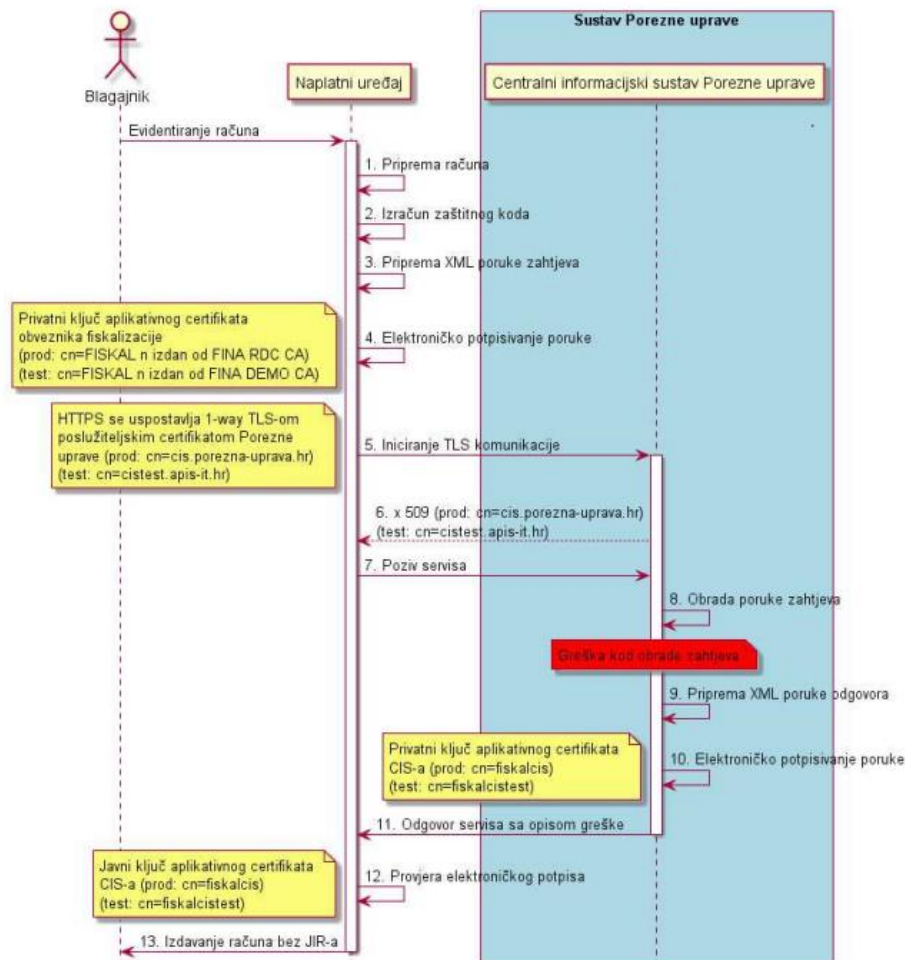 Sustav Porezne uprave
Blagajnik
Naplatni uređaj
Centralni informacijski sustav Porezne uprave
Evidentiranje računa
1. Priprema računa
2. Izračun zaštitnog koda
3. Priprema XML poruke zahtjeva
Privatni ključ aplikativnog certifikata
obveznika fiskalizacije
(prod: cn=FISKAL n izdan od FINA RDC CA)
(test: cn=FISKAL n izdan od FINA DEMO CA)
4. Elektroničko potpisivanje poruke
HTTPS se uspostavlja 1-way TLS-om
poslužiteljskim certifikatom Porezne
uprave (prod: cn=cis.porezna-uprava.hr)
(test: cn=cistest.apis-it.hr)
5. Iniciranje TLS komunikacije
6. x 509 (prod: cn=cis.porezna-uprava.hr)
(test: cn=cistest.apis-it.hr)
7. Poziv servisa
8. Obrada poruke zahtjeva
Greška kod obrade zahtjeva
9. Priprema XML poruke odgovora
Privatni ključ aplikativnog certifikata
CIS-a (prod: cn=fiskalcis)
(test: cn=fiskalcistest)
10. Elektroničko potpisivanje poruke
11. Odgovor servisa sa opisom greške
Javni ključ aplikativnog certifikata
CIS-a (prod: cn=fiskalcis)
(test: cn=fiskalcistest)
12. Provjera elektroničkog potpisa
13. Izdavanje računa bez JIR-a